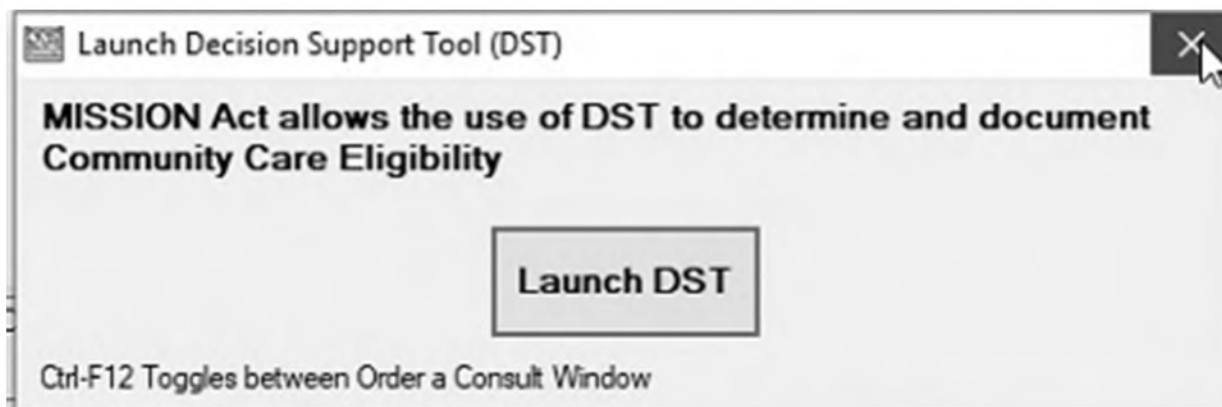 Launch Decision Support Tool (DST)
MISSION Act allows the use of DST to determine and document
Community Care Eligibility
Launch DST
Ctrl-F12 Toggles between Order a Consult Window